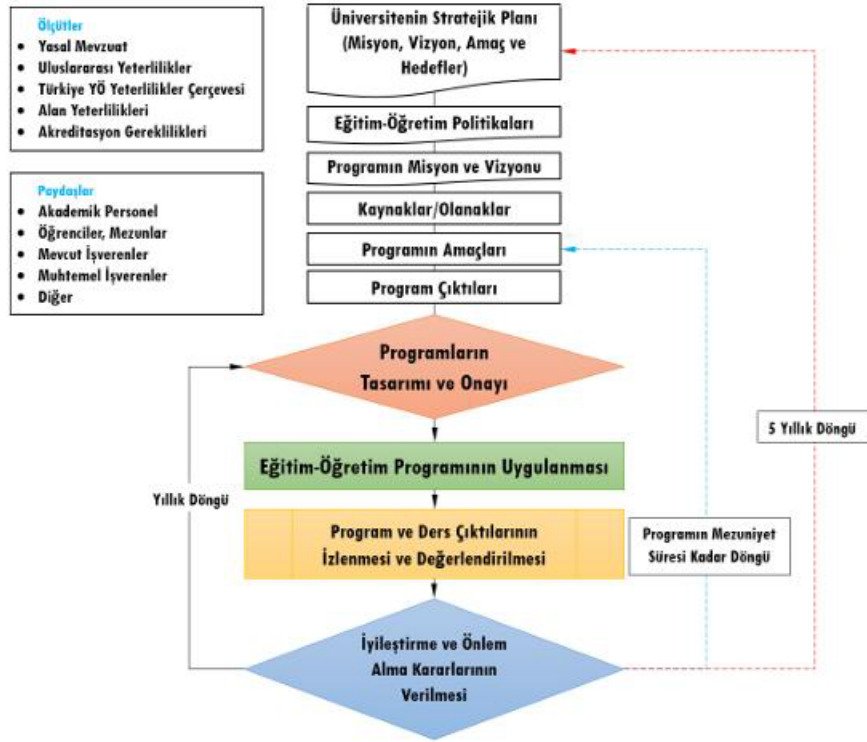 Ölçütler
• Yasal Mevzuat
• Uluslararası Yeterlilikler
• Türkiye YÖ Yeterlilikler Çerçevesi
• Alan Yeterlilikleri
• Akreditasyon Gereklilikleri
Paydaşlar
• Akademik Personel
• Öğrenciler, Mezunlar
• Mevcut İşverenler
• Muhtemel İşverenler
• Diğer
Üniversitenin Stratejik Planı
(Misyon, Vizyon, Amaç ve
Hedefler)
Eğitim-Öğretim Politikaları
Programın Misyon ve Vizyonu
Kaynaklar/Olanaklar
Programın Amaçları
Program Çıktıları
Programların
Tasarımı ve Onayı
Eğitim-Öğretim Programının Uygulanması
Program ve Ders Çıktılarının
İzlenmesi ve Değerlendirilmesi
İyileştirme ve Önlem
Alma Kararlarının
Verilmesi
Yıllık Döngü
5 Yıllık Döngü
Programın Mezuniyet
Süresi Kadar Döngü